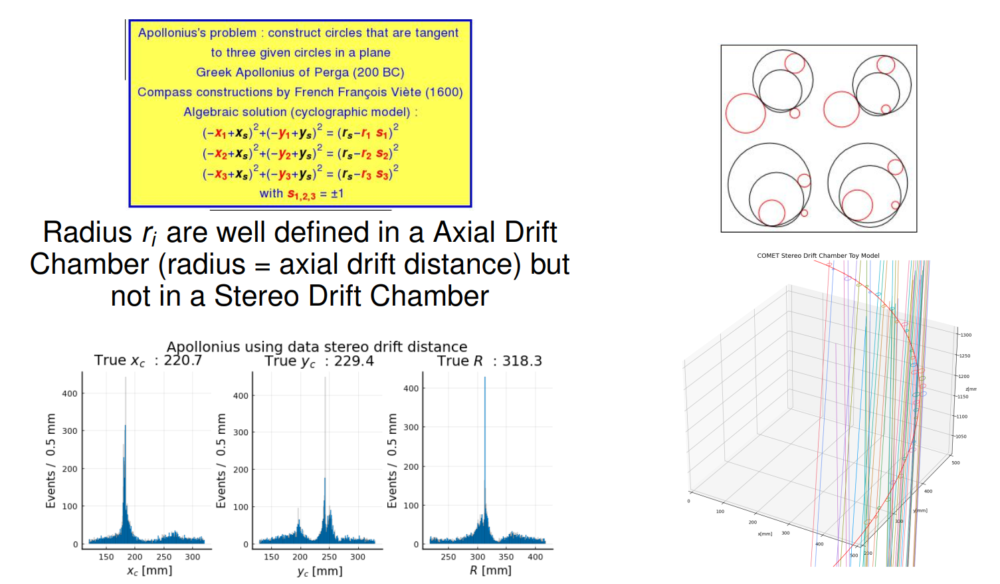 Apollonius's problem : construct circles that are tangent
to three given circles in a plane
Greek Apollonius of Perga (200 BC)
Compass constructions by French François Viète (1600)
Algebraic solution (cyclographic model) :
(−x₁+xₛ)²+(−y₁+yₛ)² = (rₛ−r₁ s₁)²
(−x₂+xₛ)²+(−y₂+yₛ)² = (rₛ−r₂ s₂)²
(−x₃+xₛ)²+(−y₃+yₛ)² = (rₛ−r₃ s₃)²
with s₁,₂,₃ = ±1
Radius rᵢ are well defined in a Axial Drift
Chamber (radius = axial drift distance) but
not in a Stereo Drift Chamber
Apollonius using data stereo drift distance
True x_c : 220.7
Events / 0.5 mm
400
300
200
100
0
150 200 250 300
x_c [mm]
True y_c : 229.4
Events / 0.5 mm
400
300
200
100
0
150 200 250 300
y_c [mm]
True R : 318.3
Events / 0.5 mm
400
300
200
100
0
250 300 350 400
R [mm]
COMET Stereo Drift Chamber Toy Model
1300
1250
1200
z[mm
1150
1100
1050
500
400
y[mm]
300
200
0
100
200
x[mm]
300
400
500